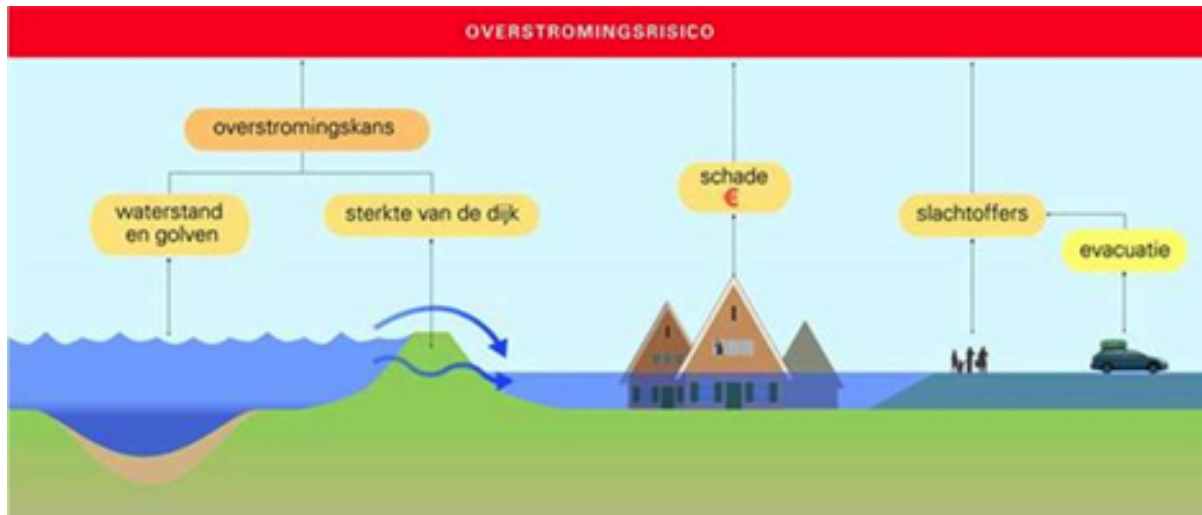 OVERSTROMINGSRISICO
overstromingskans
waterstand
en golven
sterkte van de dijk
schade
€
slachtoffers
evacuatie